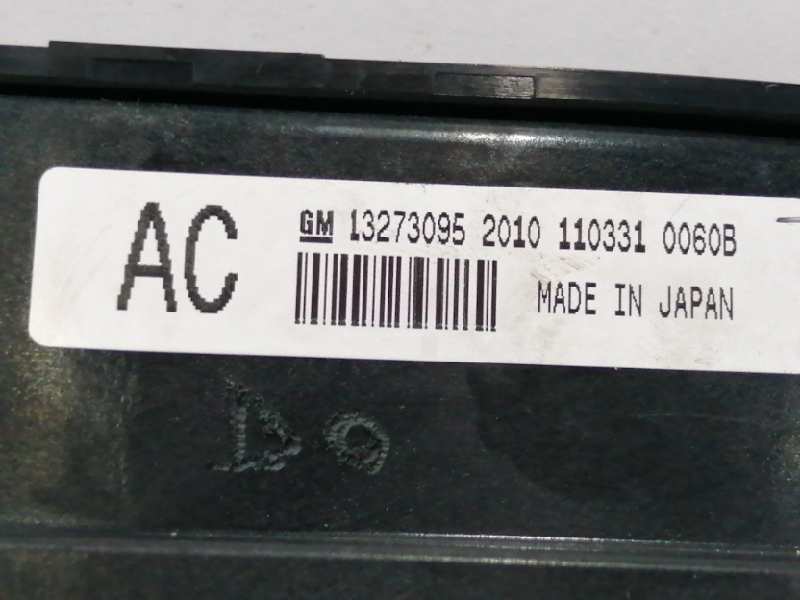 AC
GM 13273095 2010 110331 0060B
MADE IN JAPAN